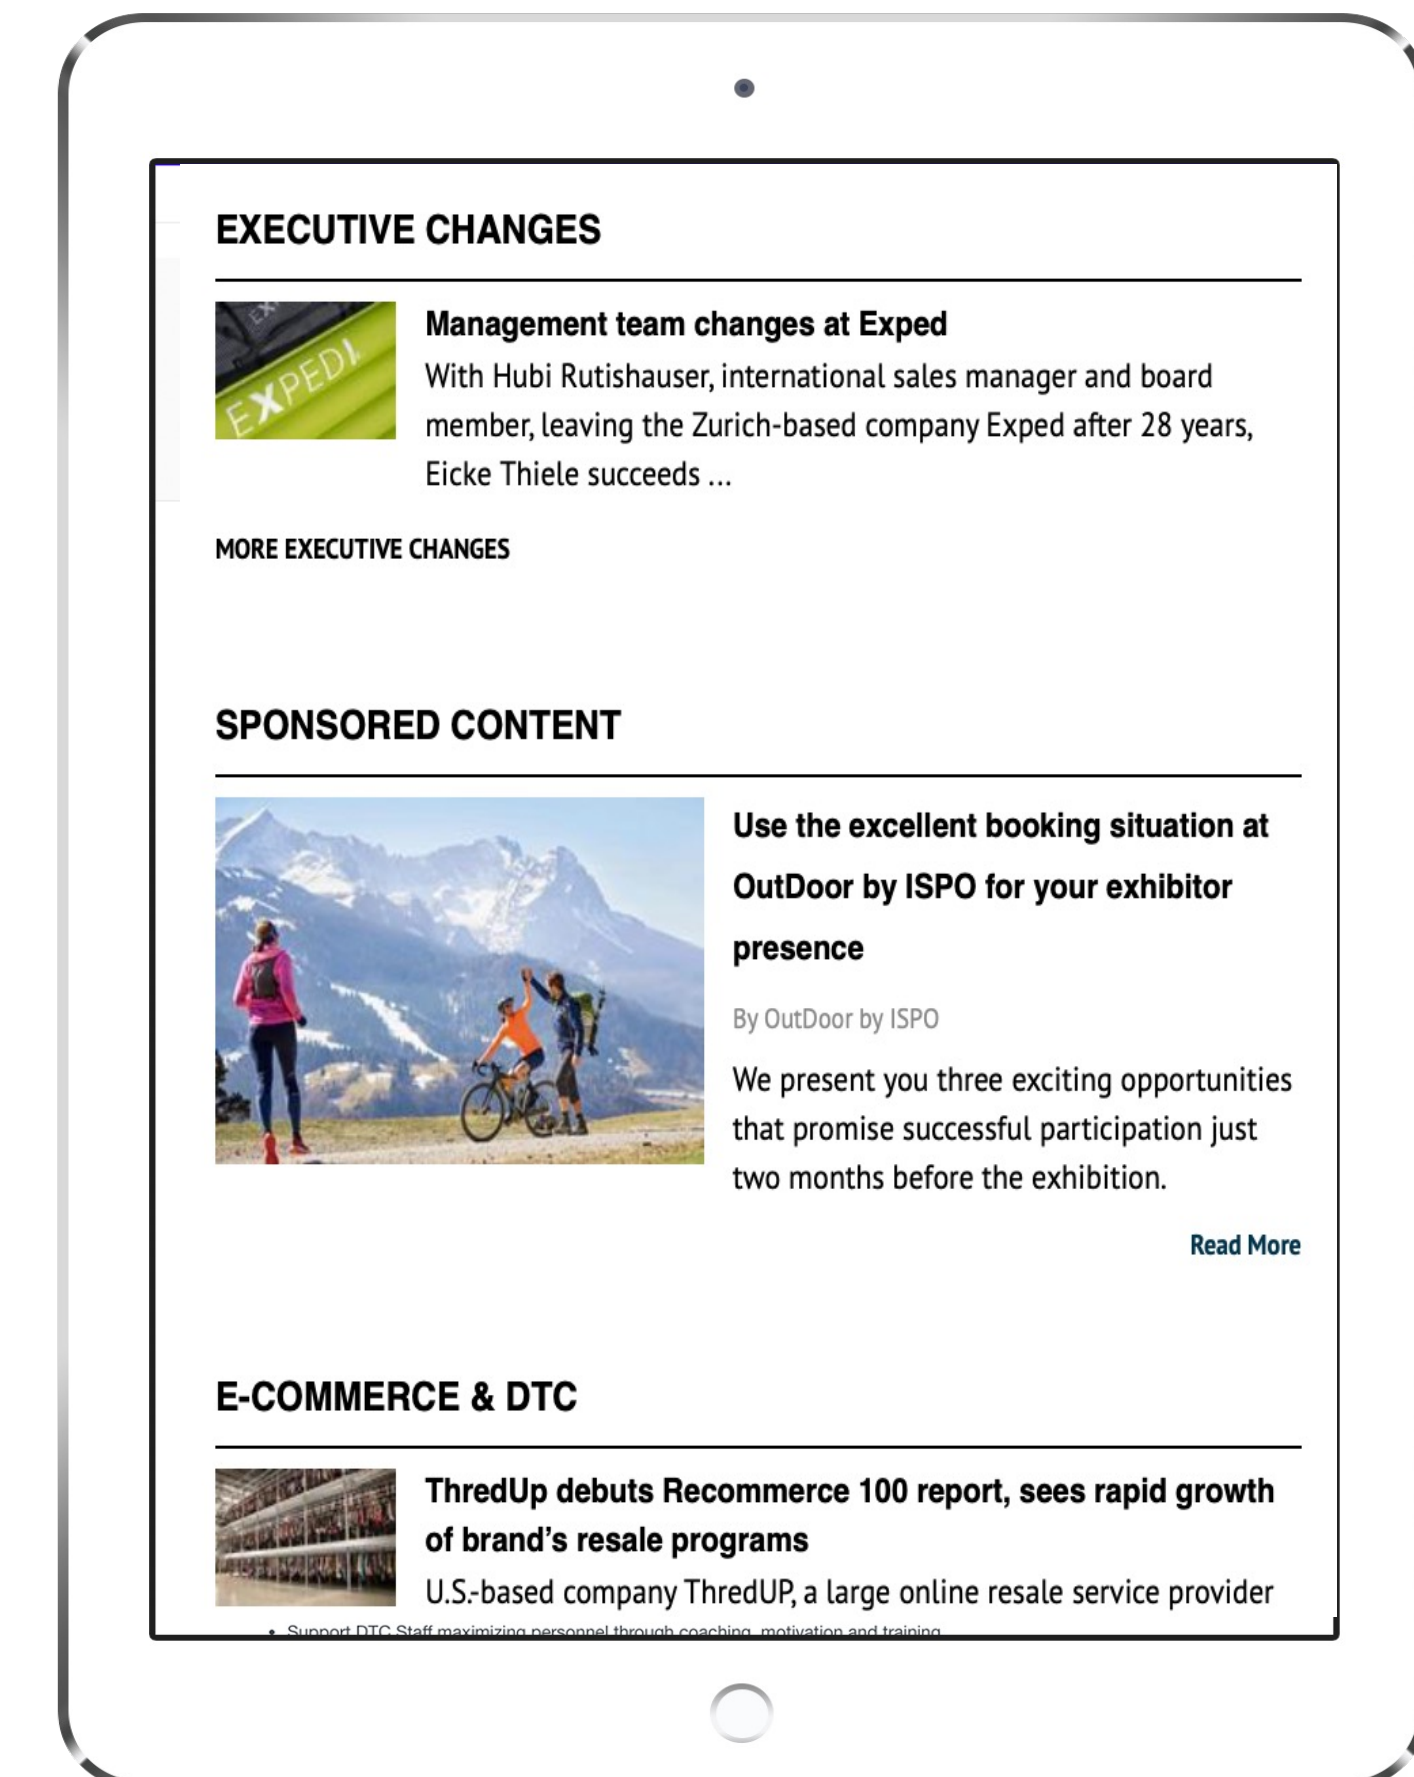 EXECUTIVE CHANGES
EX
EXPED
Management team changes at Exped
With Hubi Rutishauser, international sales manager and board
member, leaving the Zurich-based company Exped after 28 years,
Eicke Thiele succeeds ...
MORE EXECUTIVE CHANGES
SPONSORED CONTENT
Use the excellent booking situation at
OutDoor by ISPO for your exhibitor
presence
By OutDoor by ISPO
We present you three exciting opportunities
that promise successful participation just
two months before the exhibition.
Read More
E-COMMERCE & DTC
ThredUp debuts Recommerce 100 report, sees rapid growth
of brand’s resale programs
U.S.-based company ThredUP, a large online resale service provider
• Support DTC Staff maximizing personnel through coaching, motivation and training